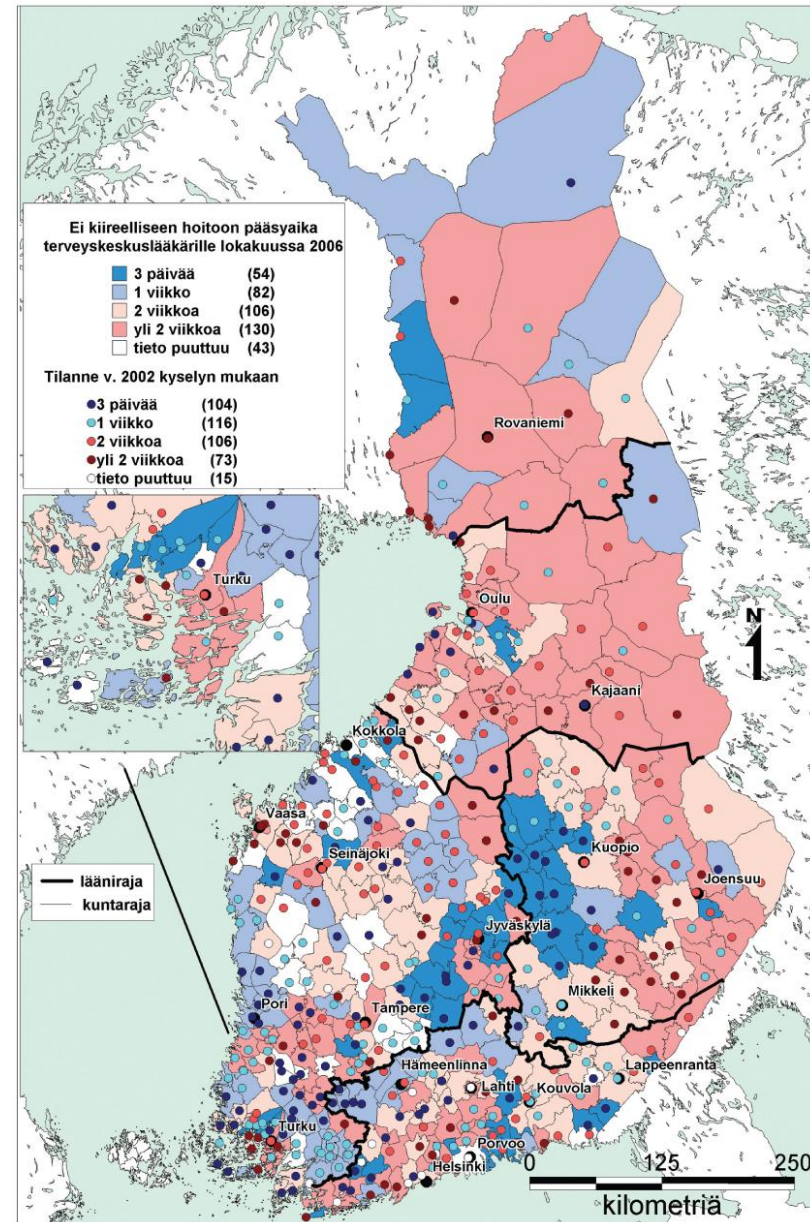 Ei kiireelliseen hoitoon pääsyaika
terveyskeskuslääkärille lokakuussa 2006
3 päivää (54)
1 viikko (82)
2 viikkoa (106)
yli 2 viikkoa (130)
tieto puuttuu (43)
Tilanne v. 2002 kyselyn mukaan
3 päivää (104)
1 viikko (116)
2 viikkoa (106)
yli 2 viikkoa (73)
tieto puuttuu (15)
Rovaniemi
Turku
Oulu
N
Kajaani
Kokkola
Vaasa
Seinäjoki
Kuopio
Joensuu
lääniraja
kuntaraja
Jyväskylä
Mikkeli
Pori
Tampere
Hämeenlinna
Lahti
Kouvola
Lappeenranta
Turku
Porvoo
Helsinki
0 125 250
kilometriä